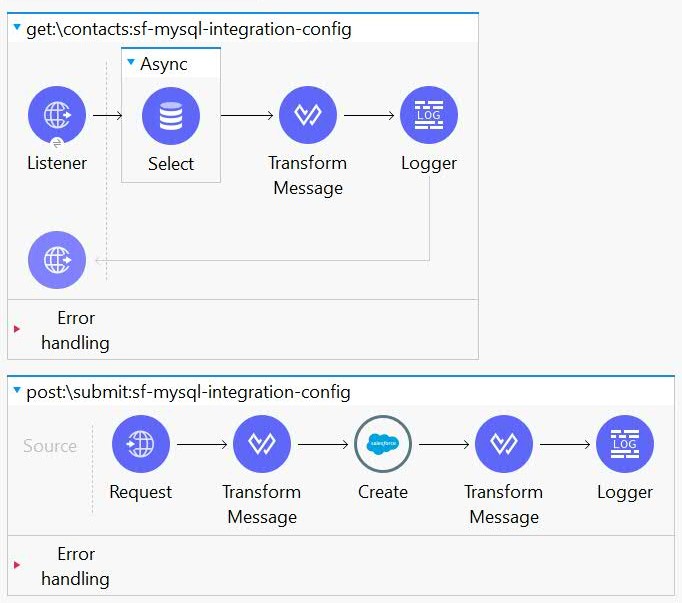 get:\contacts:sf-mysql-integration-config
Async
LOG
Listener
Select
Transform
Message
Logger
Error
handling
post:\submit:sf-mysql-integration-config
Source
salesforce
LOG
Request
Transform
Message
Create
Transform
Message
Logger
Error
handling